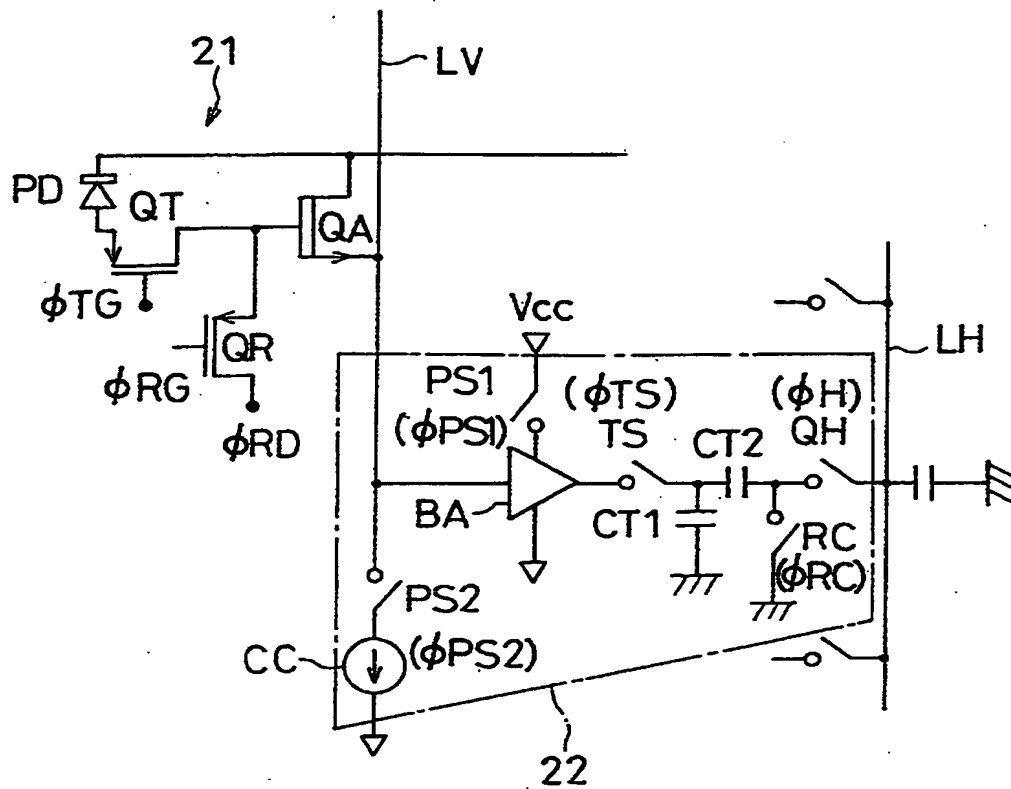 21
LV
PD
QT
QA
φTG
QR
φRG
φRD
Vcc
LH
PS1
(φPS1)
(φTS)
TS
(φH)
QH
CT2
BA
CT1
RC
(φRC)
PS2
(φPS2)
CC
22